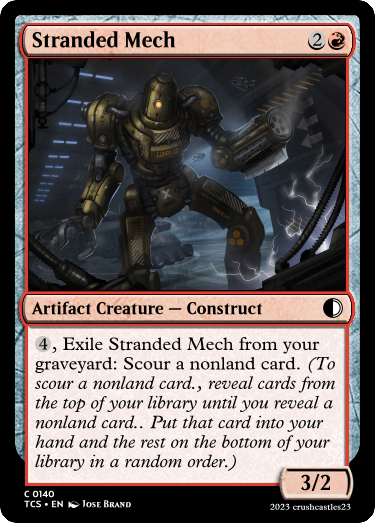 Stranded Mech 2
Artifact Creature — Construct
4, Exile Stranded Mech from your
graveyard: Scour a nonland card. (To
scour a nonland card., reveal cards from
the top of your library until you reveal a
nonland card.. Put that card into your
hand and the rest on the bottom of your
library in a random order.)
3/2
C 0140
TCS • EN Jose Brand
2023 crushcastles23